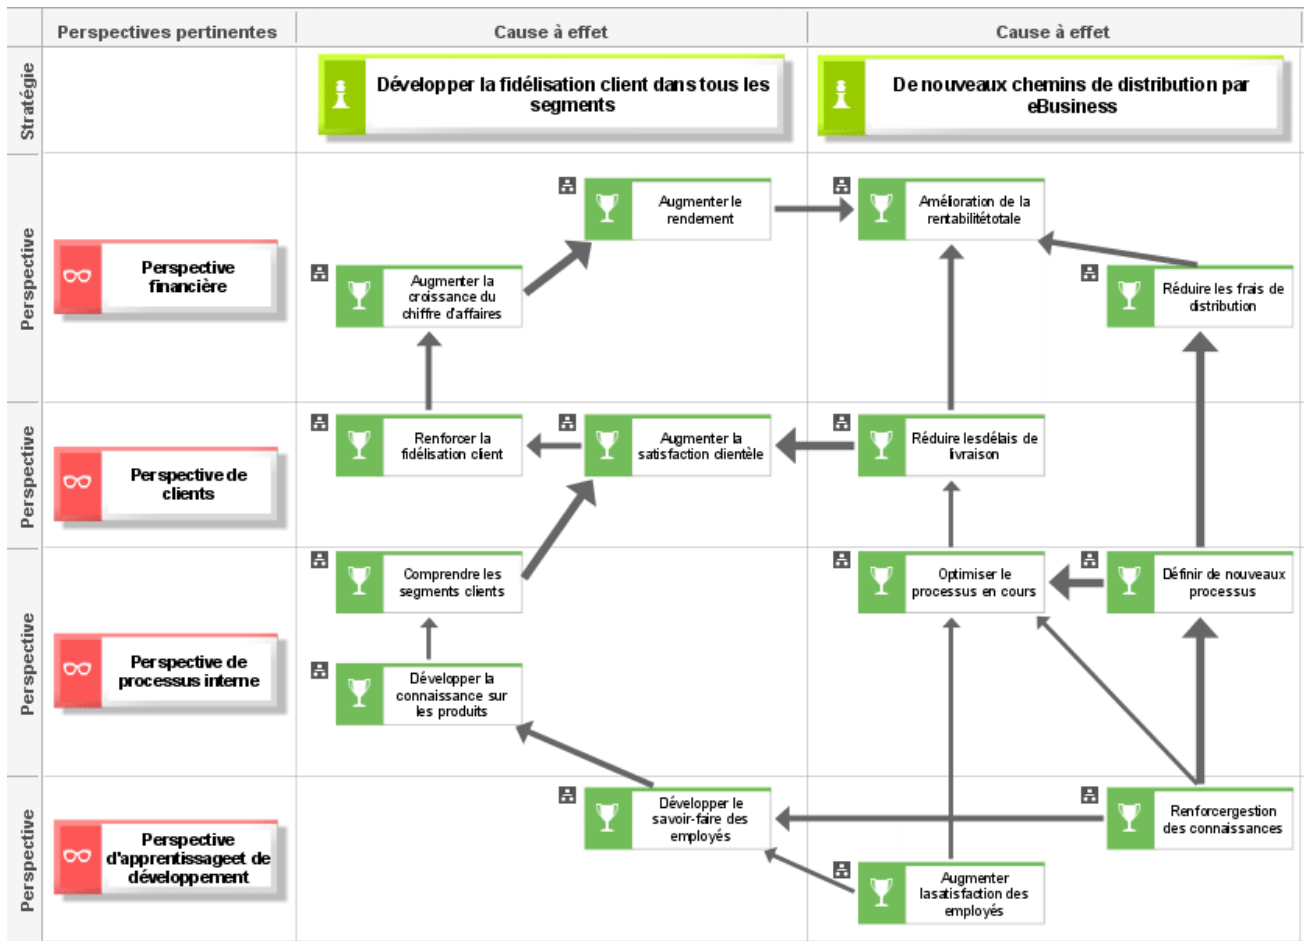 Perspectives pertinentes
Cause à effet
Cause à effet
Stratégie
Développer la fidélisation client dans tous les
segments
De nouveaux chemins de distribution par
eBusiness
Perspective
Perspective
financière
Augmenter le
rendement
Amélioration de la
rentabilitétotale
Augmenter la
croissance du
chiffre d'affaires
Réduire les frais de
distribution
Perspective
Perspective de
clients
Renforcer la
fidélisation client
Augmenter la
satisfaction clientèle
Réduire lesdélais de
livraison
Perspective
Perspective de
processus interne
Comprendre les
segments clients
Optimiser le
processus en cours
Définir de nouveaux
processus
Développer la
connaissance sur
les produits
Perspective
Perspective
d'apprentissageet de
développement
Développer le
savoir-faire des
employés
Renforcergestion
des connaissances
Augmenter
lasatisfaction des
employés